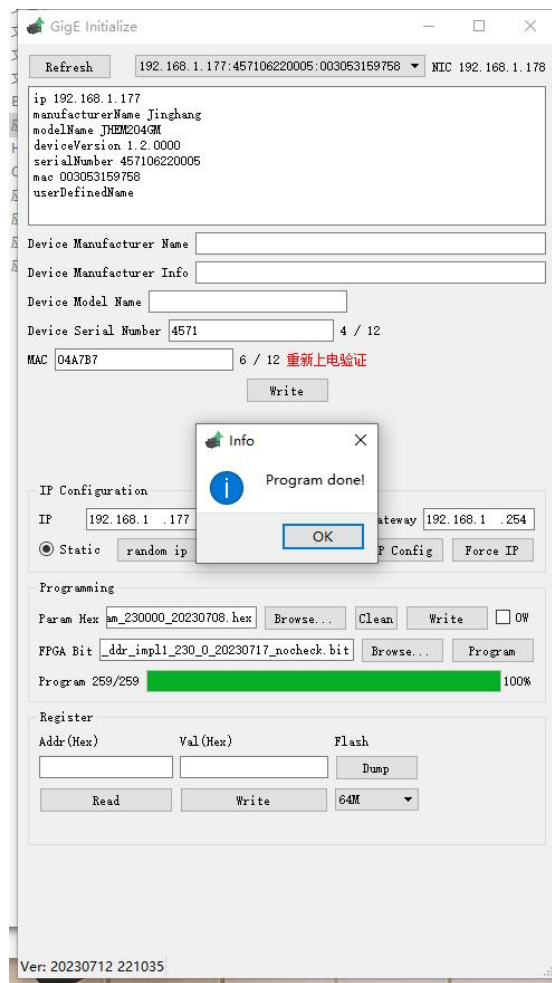 GigE Initialize
Refresh 192.168.1.177:457106220005:003053159758 NIC 192.168.1.178
ip 192.168.1.177
manufacturerName Jinghang
modelName JHEM204GM
deviceVersion 1.2.0000
serialNumber 457106220005
mac 003053159758
userDefinedName
Device Manufacturer Name
Device Manufacturer Info
Device Model Name
Device Serial Number 4571 4 / 12
MAC 04A7B7 6 / 12 重新上电验证
Write
Info
Program done!
OK
IP Configuration
IP 192.168.1 .177 ateway 192.168.1 .254
Static random ip P Config Force IP
Programming
Param Hex am_230000_20230708.hex Browse... Clean Write OW
FPGA Bit _ddr_impl1_230_0_20230717_nocheck.bit Browse... Program
Program 259/259 100%
Register
Addr(Hex) Val(Hex) Flash
Dump
Read Write 64M
Ver: 20230712 221035